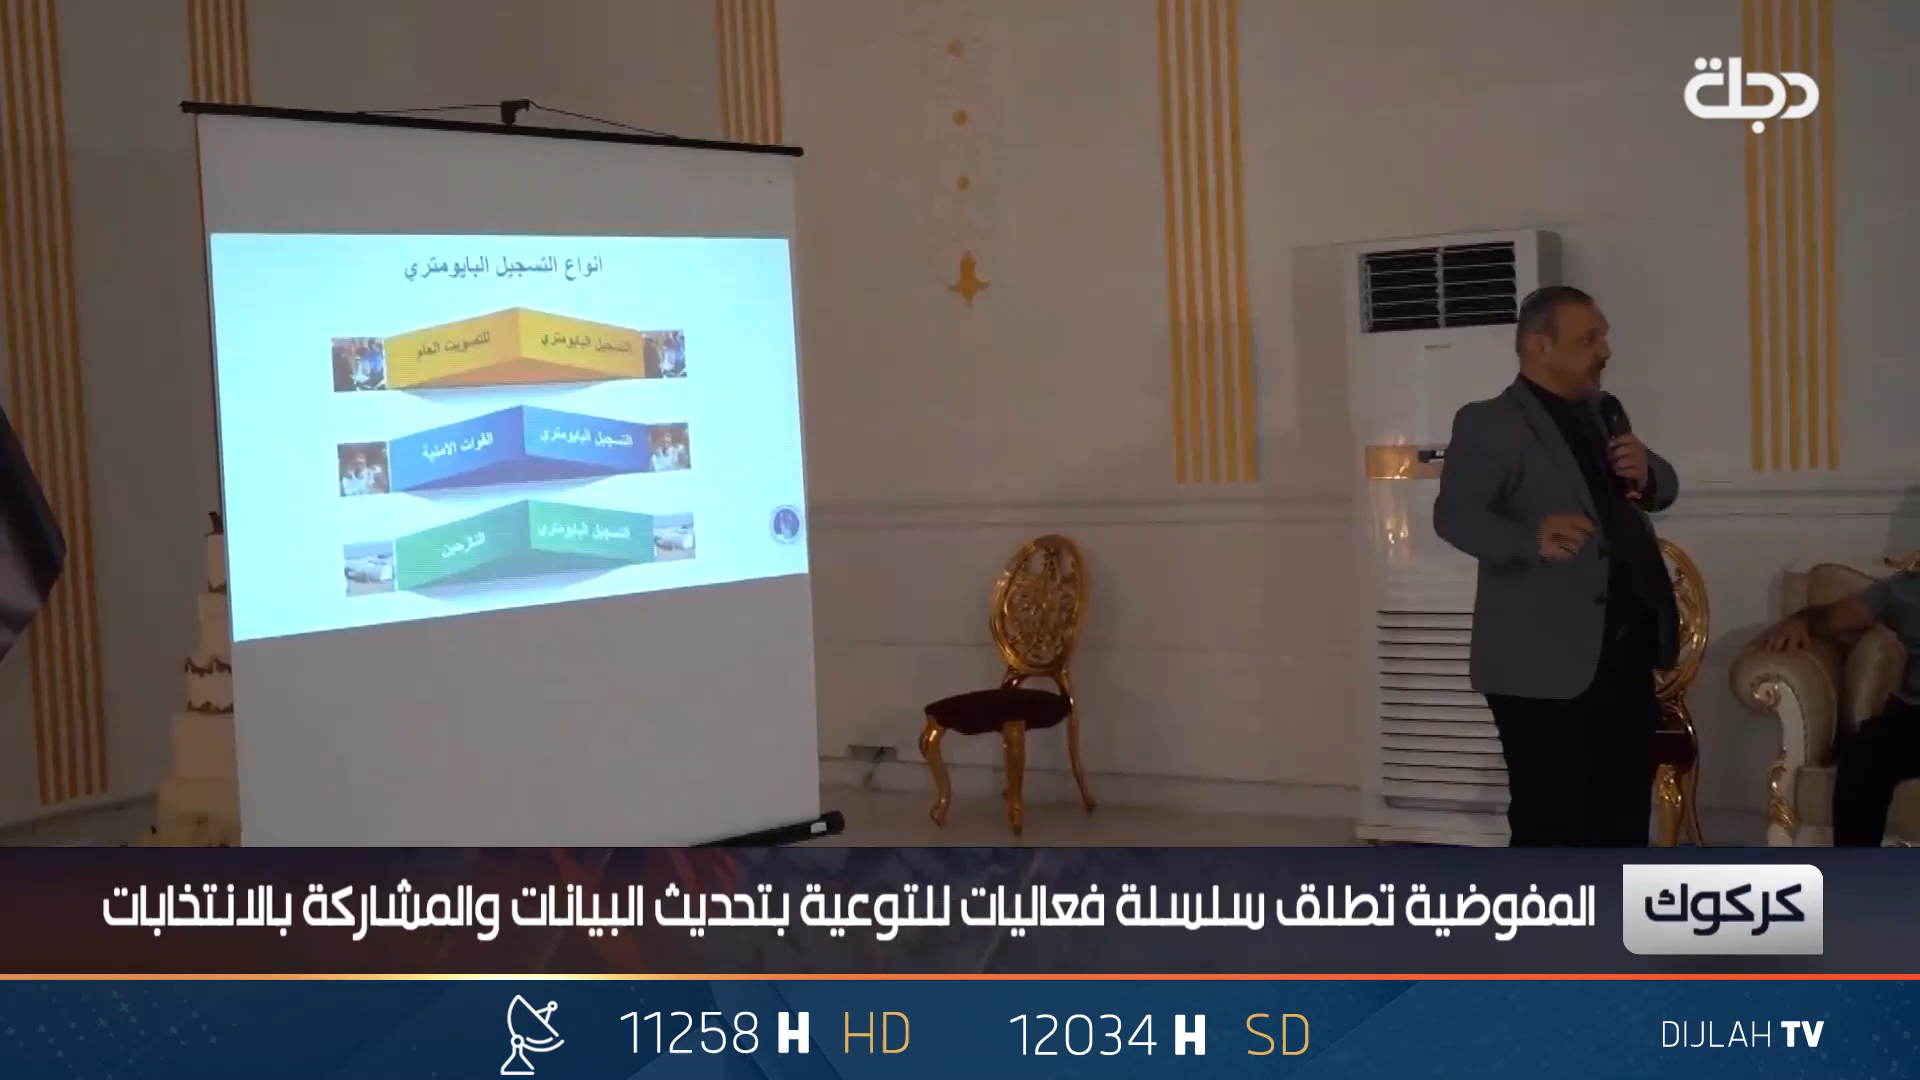 دجلة
أنواع التسجيل البايومتري
التسجيل البايومتري للتصويت العام
التسجيل البايومتري القوات الامنية
التسجيل البايومتري النازحين
كركوك
المفوضية تطلق سلسلة فعاليات للتوعية بتحديث البيانات والمشاركة بالانتخابات
11258 H HD 12034 H SD DIJLAH TV